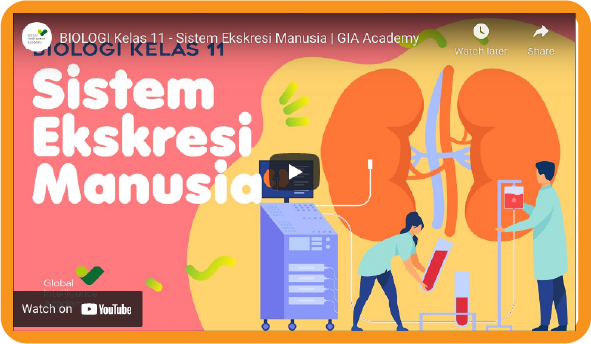 BIOLOGI Kelas 11 - Sistem Ekskresi Manusia | GIA Academy
Watch later
Share
BIOLOGI KELAS 11
Sistem
Ekskresi
Manusia
Global
Watch on YouTube